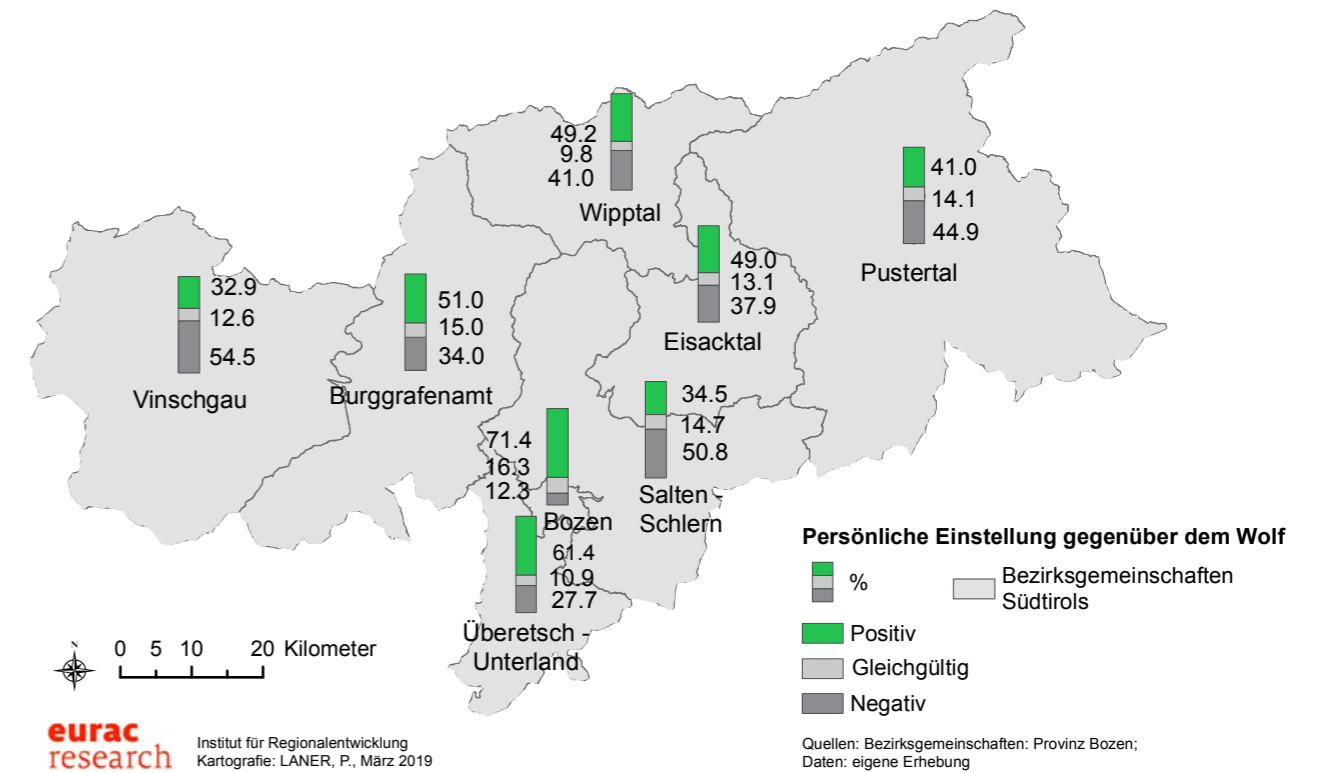 49.2
9.8
41.0
Wipptal
41.0
14.1
44.9
Pustertal
49.0
13.1
37.9
Eisacktal
32.9
12.6
54.5
Vinschgau
51.0
15.0
34.0
Burggrafenamt
34.5
14.7
50.8
Salten -
Schlern
71.4
16.3
12.3
Bozen
61.4
10.9
27.7
Überetsch -
Unterland
Persönliche Einstellung gegenüber dem Wolf
%
Bezirksgemeinschaften
Südtirols
Positiv
Gleichgültig
Negativ
N
0 5 10 20 Kilometer
eurac
research
Institut für Regionalentwicklung
Kartografie: LANER, P., März 2019
Quellen: Bezirksgemeinschaften: Provinz Bozen;
Daten: eigene Erhebung